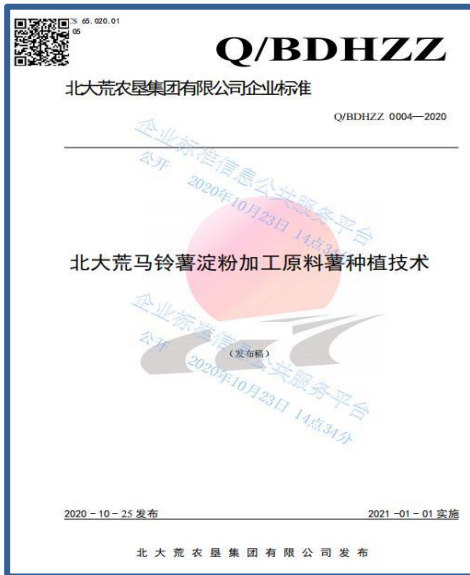 CS 65.020.01
05
Q/BDHZZ
北大荒农垦集团有限公司企业标准
Q/BDHZZ 0004—2020
企业标准信息公共服务平台
公开 2020年10月23日 14点34分
北大荒马铃薯淀粉加工原料薯种植技术
（发布稿）
企业标准信息公共服务平台
公开 2020年10月23日 14点34分
2020-10-25 发布
2021-01-01 实施
北大荒农垦集团有限公司发布